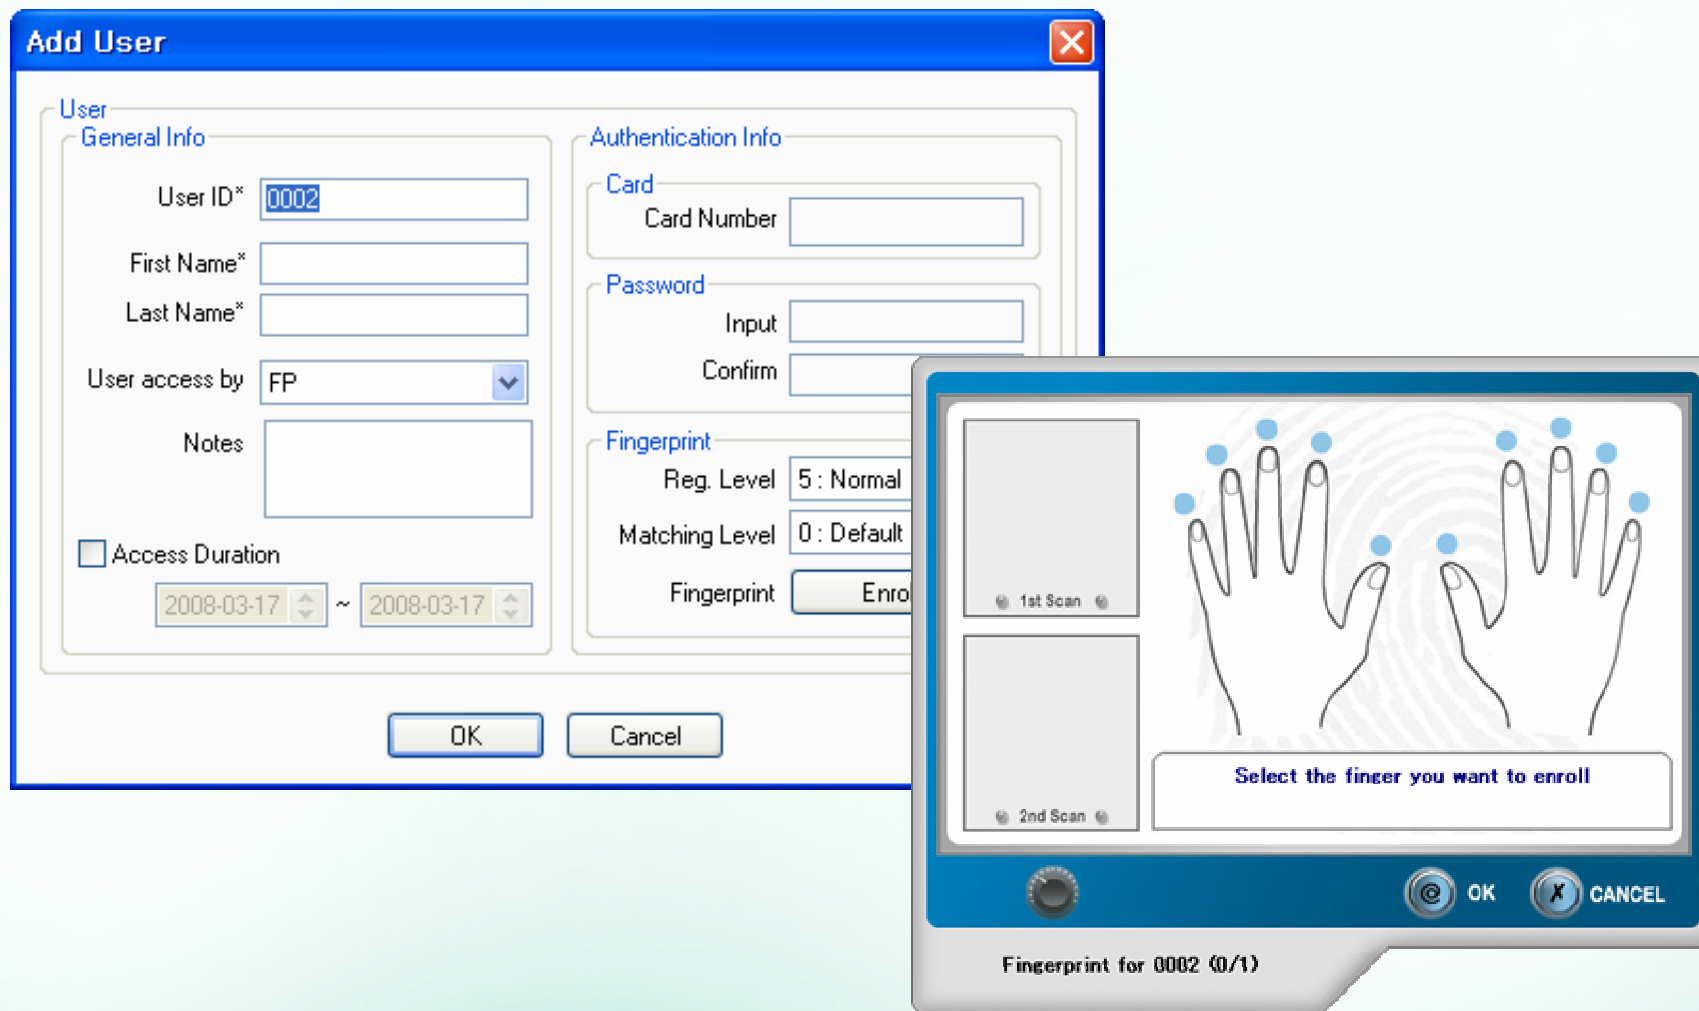 Add User
User
General Info
User ID*
0002
First Name*
Last Name*
User access by
FP
Notes
Access Duration
2008-03-17 ~ 2008-03-17
Authentication Info
Card
Card Number
Password
Input
Confirm
Fingerprint
Reg. Level
5 : Normal
Matching Level
0 : Default
Fingerprint
Enro
OK
Cancel
1st Scan
2nd Scan
Select the finger you want to enroll
OK
CANCEL
Fingerprint for 0002 (0/1)